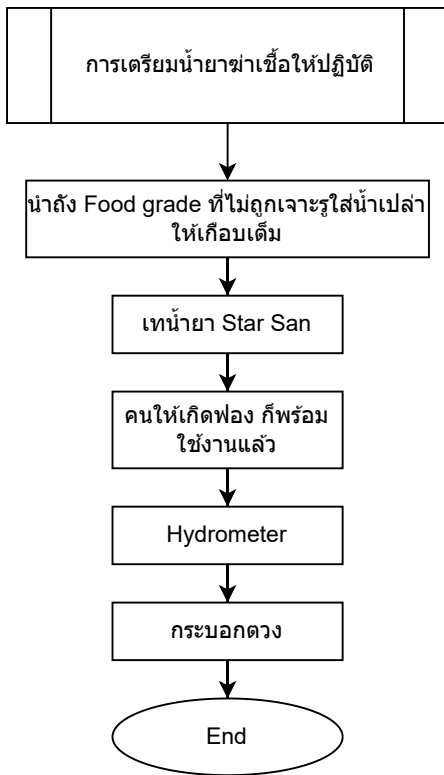 การเตรียมน้ำยาฆ่าเชื้อให้ปฏิบัติ
นำถัง Food grade ที่ไม่ถูกเจาะรูใส่น้ำเปล่า
ให้เกือบเต็ม
เทน้ำยา Star San
คนให้เกิดฟอง ก็พร้อม
ใช้งานแล้ว
Hydrometer
กระบอกตวง
End